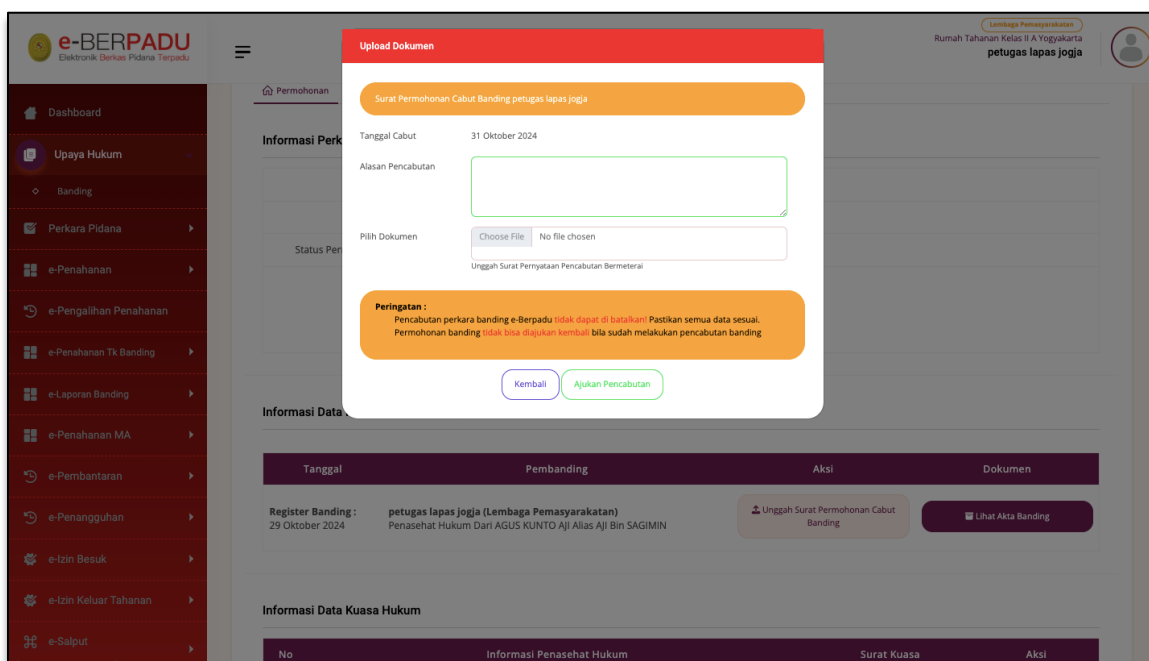 e-BERPADU
Elektronik Berkas Pidana Terpadu
Lembaga Pemasyarakatan
Rumah Tahanan Kelas II A Yogyakarta
petugas lapas jogja
Dashboard
Upaya Hukum
Banding
Perkara Pidana
e-Penahanan
e-Pengalihan Penahanan
e-Penahanan Tk Banding
e-Laporan Banding
e-Penahanan MA
e-Pembantaran
e-Penangguhan
e-Izin Besuk
e-Izin Keluar Tahanan
e-Salput
Permohonan
Informasi Perk
Status Per
Upload Dokumen
Surat Permohonan Cabut Banding petugas lapas jogja
Tanggal Cabut 31 Oktober 2024
Alasan Pencabutan
Pilih Dokumen Choose File No file chosen
Unggah Surat Pernyataan Pencabutan Bermeterai
Peringatan :
Pencabutan perkara banding e-Berpadu tidak dapat di batalkan! Pastikan semua data sesuai.
Permohonan banding tidak bisa diajukan kembali bila sudah melakukan pencabutan banding
Kembali Ajukan Pencabutan
Informasi Data
Tanggal Pembanding Aksi Dokumen
Register Banding :
29 Oktober 2024
petugas lapas jogja (Lembaga Pemasyarakatan)
Penasehat Hukum Dari AGUS KUNTO AJI Alias AJI Bin SAGIMIN
Unggah Surat Permohonan Cabut
Banding
Lihat Akta Banding
Informasi Data Kuasa Hukum
No Informasi Penasehat Hukum Surat Kuasa Aksi